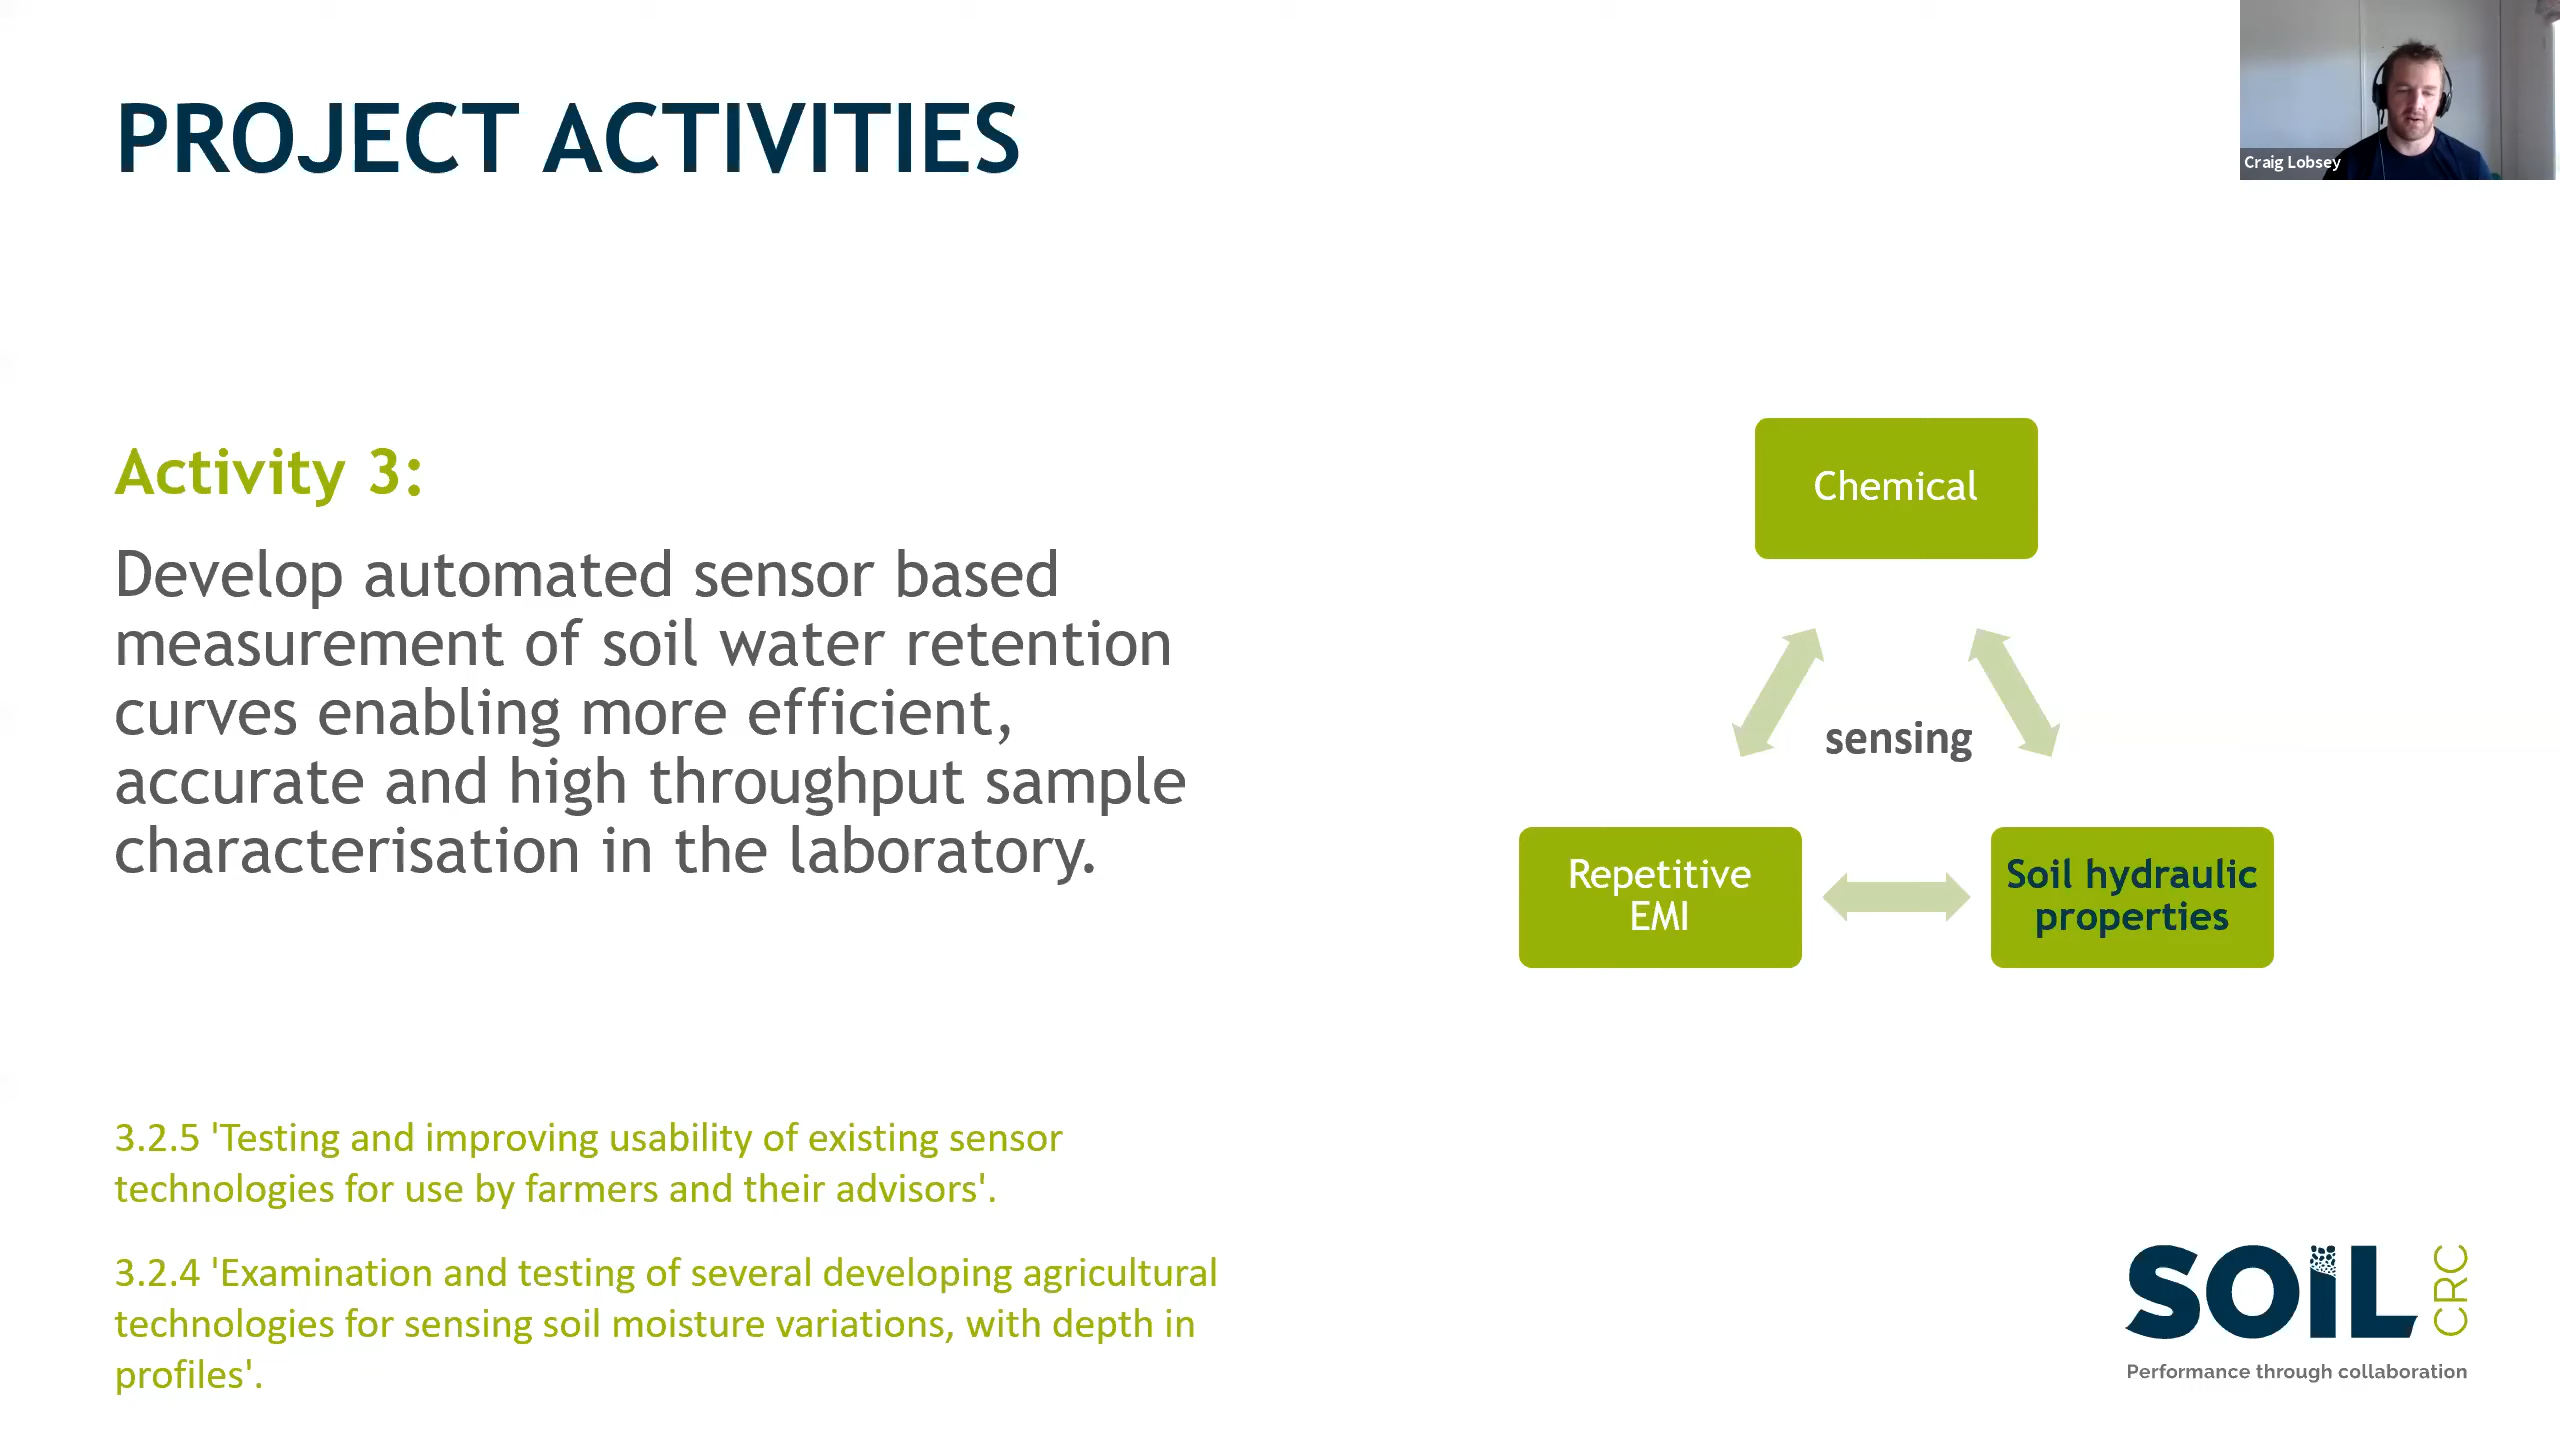 PROJECT ACTIVITIES
Craig Lobsey
Activity 3:
Develop automated sensor based
measurement of soil water retention
curves enabling more efficient,
accurate and high throughput sample
characterisation in the laboratory.
Chemical
sensing
Repetitive
EMI
Soil hydraulic
properties
3.2.5 'Testing and improving usability of existing sensor
technologies for use by farmers and their advisors'.
3.2.4 'Examination and testing of several developing agricultural
technologies for sensing soil moisture variations, with depth in
profiles'.
SOiL CRC
Performance through collaboration